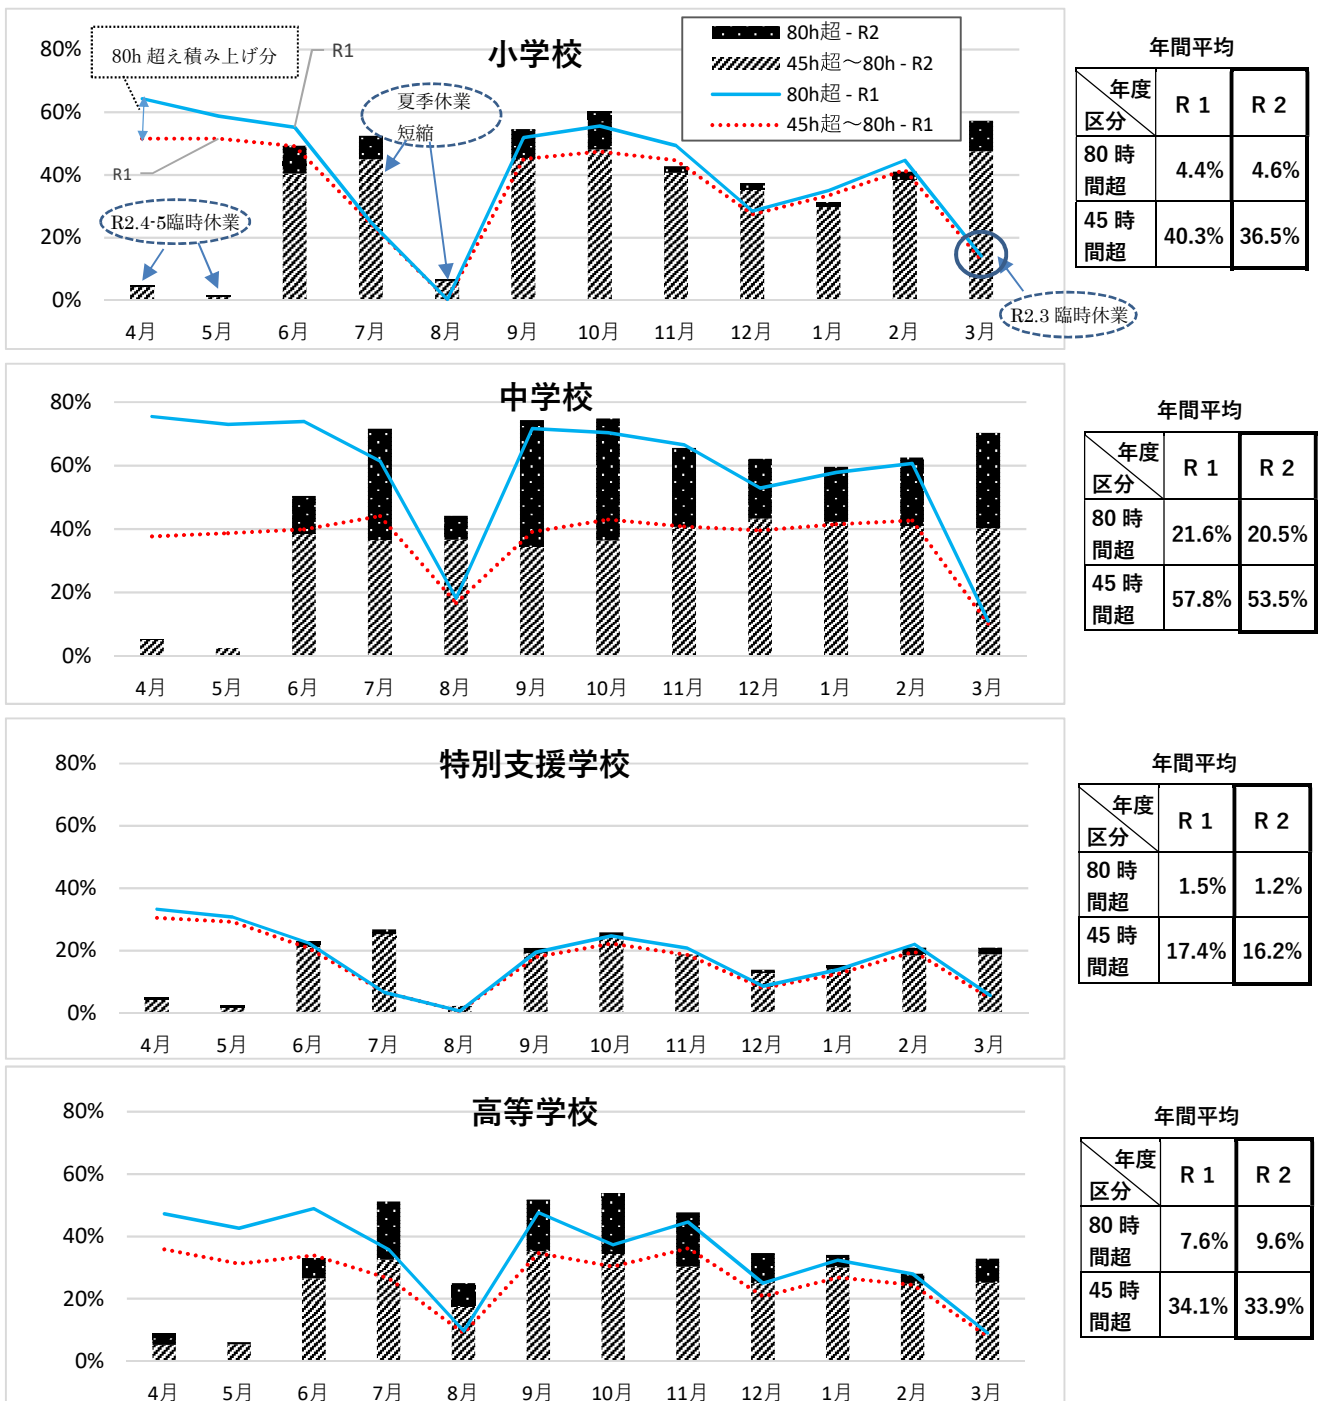 小学校
80h超 - R2
45h超～80h - R2
80h超 - R1
45h超～80h - R1
80h 超え積み上げ分
R1
夏季休業
短縮
R1
R2.4-5臨時休業
R2.3 臨時休業
80%
60%
40%
20%
0%
4月 5月 6月 7月 8月 9月 10月 11月 12月 1月 2月 3月
年間平均
年度
区分
R 1 R 2
80 時
間超
4.4% 4.6%
45 時
間超
40.3% 36.5%
中学校
80%
60%
40%
20%
0%
4月 5月 6月 7月 8月 9月 10月 11月 12月 1月 2月 3月
年間平均
年度
区分
R 1 R 2
80 時
間超
21.6% 20.5%
45 時
間超
57.8% 53.5%
特別支援学校
80%
60%
40%
20%
0%
4月 5月 6月 7月 8月 9月 10月 11月 12月 1月 2月 3月
年間平均
年度
区分
R 1 R 2
80 時
間超
1.5% 1.2%
45 時
間超
17.4% 16.2%
高等学校
80%
60%
40%
20%
0%
4月 5月 6月 7月 8月 9月 10月 11月 12月 1月 2月 3月
年間平均
年度
区分
R 1 R 2
80 時
間超
7.6% 9.6%
45 時
間超
34.1% 33.9%